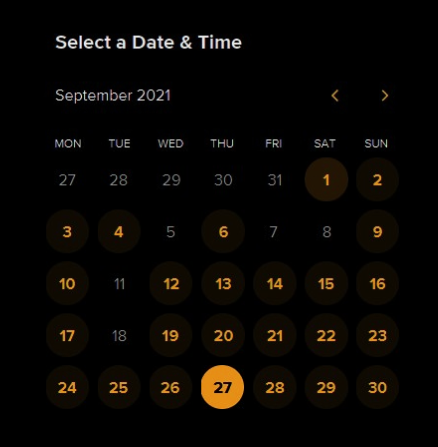 Select a Date & Time
September 2021
MON TUE WED THU FRI SAT SUN
27 28 29 30 31 1 2
3 4 5 6 7 8 9
10 11 12 13 14 15 16
17 18 19 20 21 22 23
24 25 26 27 28 29 30